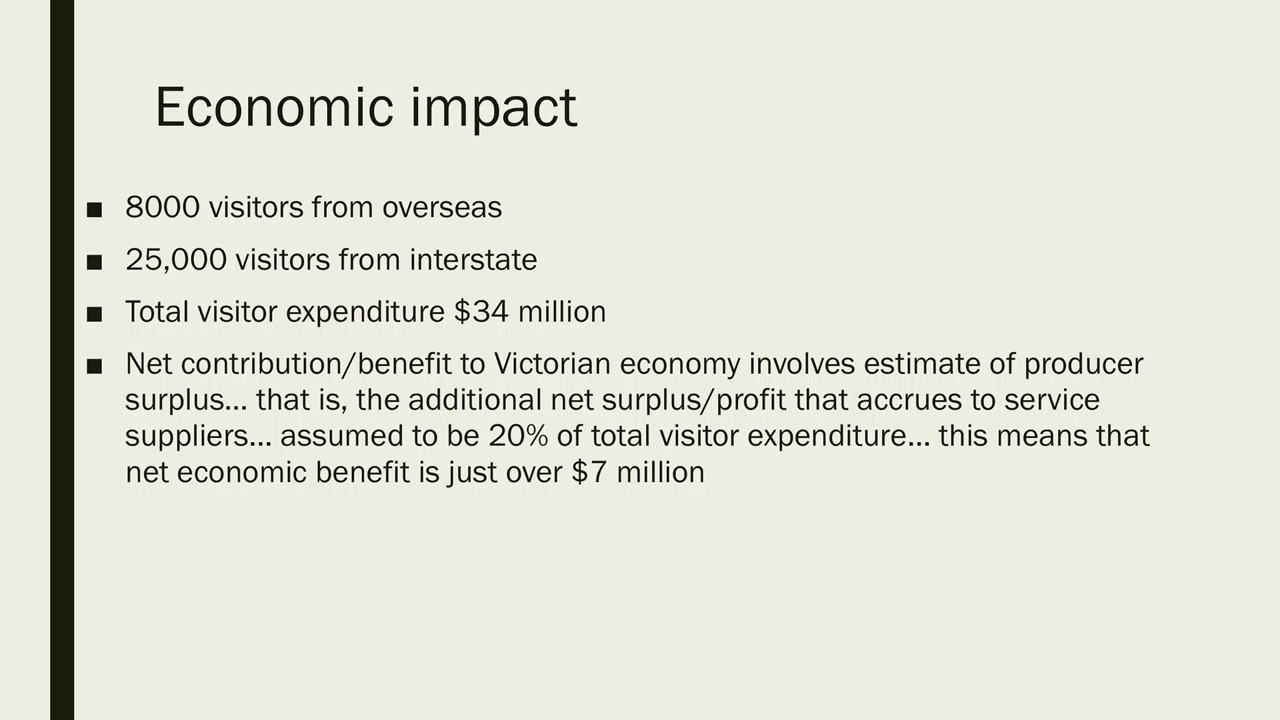 Economic impact
■ 8000 visitors from overseas
■ 25,000 visitors from interstate
■ Total visitor expenditure $34 million
■ Net contribution/benefit to Victorian economy involves estimate of producer
surplus... that is, the additional net surplus/profit that accrues to service
suppliers... assumed to be 20% of total visitor expenditure... this means that
net economic benefit is just over $7 million